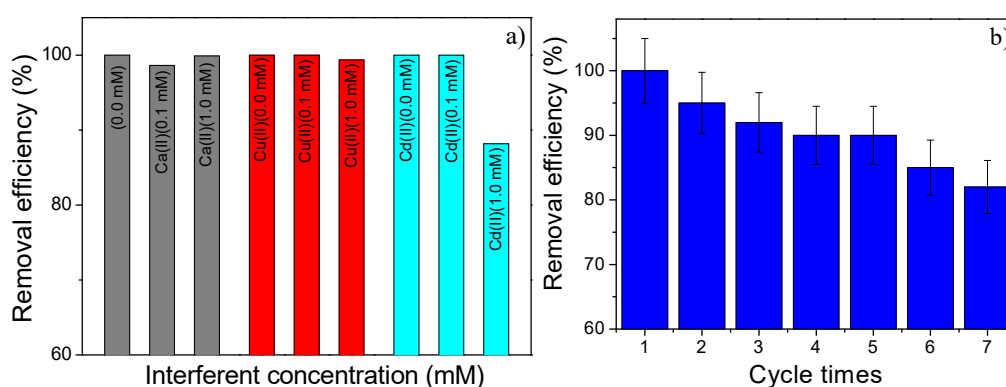 a)
Removal efficiency (%)
100
80
60
(0.0 mM)
Ca(II)(0.1 mM)
Ca(II)(1.0 mM)
Cu(II)(0.0 mM)
Cu(II)(0.1 mM)
Cu(II)(1.0 mM)
Cd(II)(0.0 mM)
Cd(II)(0.1 mM)
Cd(II)(1.0 mM)
Interferent concentration (mM)
b)
Removal efficiency (%)
100
90
80
70
60
1 2 3 4 5 6 7
Cycle times